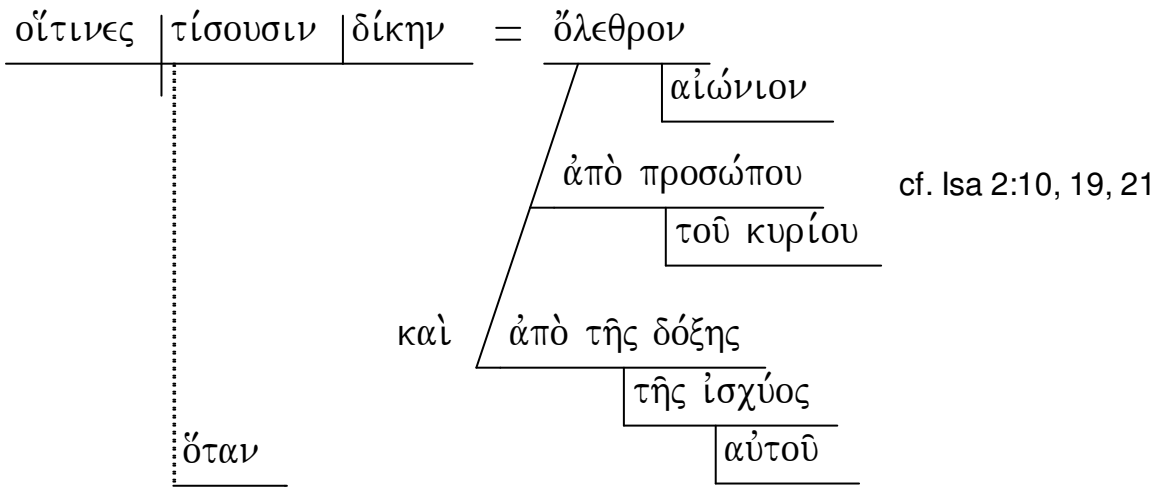 οἵτινες τίσουσιν δίκην = ὄλεθρον
αἰώνιον
ἀπὸ προσώπου cf. Isa 2:10, 19, 21
τοῦ κυρίου
καὶ ἀπὸ τῆς δόξης
τῆς ἰσχύος
ὅταν αὐτοῦ